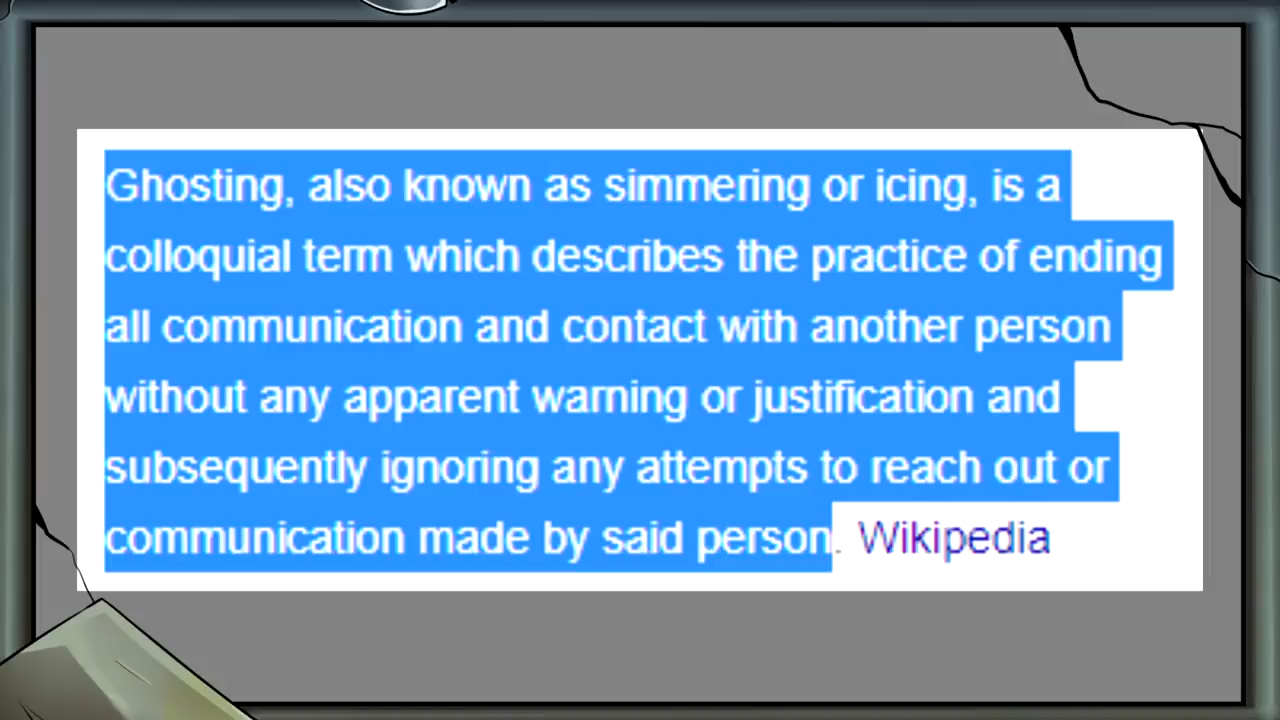 Ghosting, also known as simmering or icing, is a
colloquial term which describes the practice of ending
all communication and contact with another person
without any apparent warning or justification and
subsequently ignoring any attempts to reach out or
communication made by said person. Wikipedia